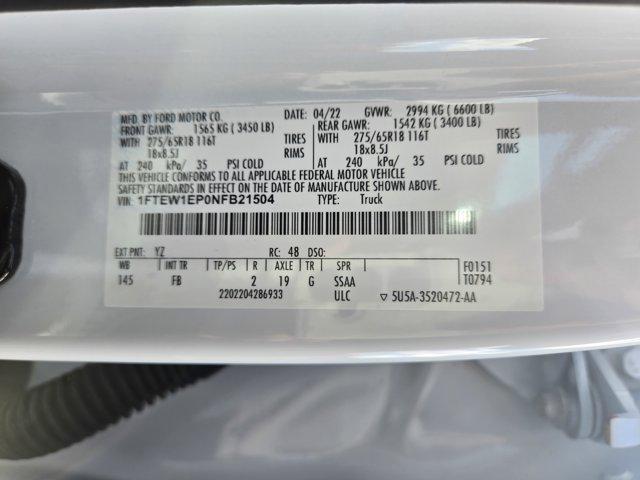 MFD. BY FORD MOTOR CO.
DATE: 04/22 GVWR: 2994 KG ( 6600 LB)
FRONT GAWR: 1565 KG ( 3450 LB)
REAR GAWR: 1542 KG ( 3400 LB)
WITH 275/65R18 116T TIRES
WITH 275/65R18 116T TIRES
18x8.5J RIMS
18x8.5J RIMS
AT 240 kPa/ 35 PSI COLD
AT 240 kPa/ 35 PSI COLD
THIS VEHICLE CONFORMS TO ALL APPLICABLE FEDERAL MOTOR VEHICLE
SAFETY STANDARDS IN EFFECT ON THE DATE OF MANUFACTURE SHOWN ABOVE.
VIN: 1FTEW1EP0NFB21504 TYPE: Truck
EXT PNT: YZ RC: 48 DSO:
WB INT TR TP/PS R AXLE TR SPR F0151
145 FB 2 19 G SSAA T0794
2202204286933 ULC ▽ 5U5A-3520472-AA